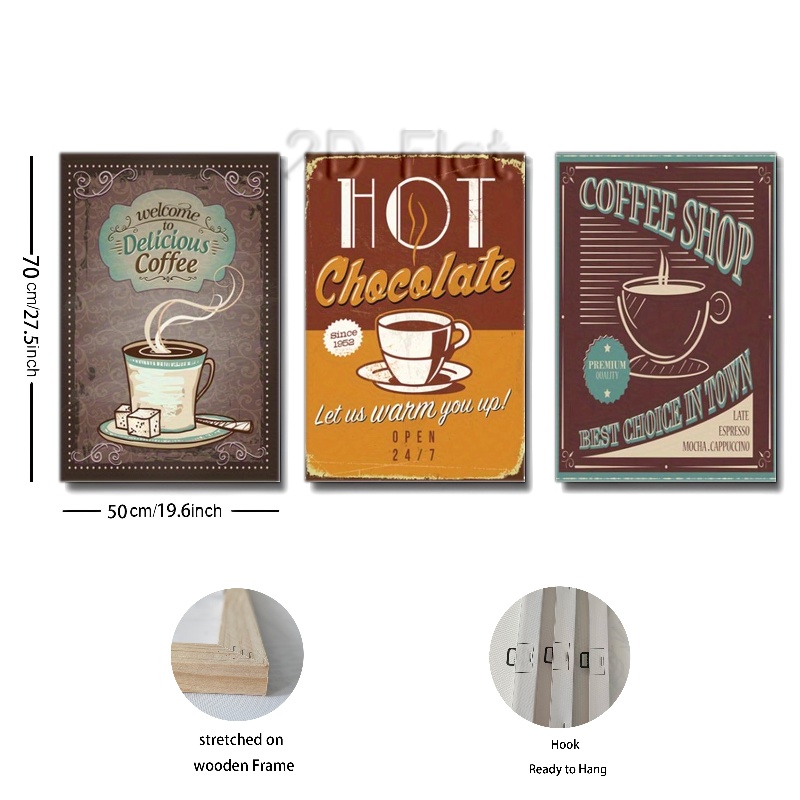 2D Flat
70cm/27.5inch
50cm/19.6inch
welcome
to
Delicious
Coffee
HOT
Chocolate
Since
1952
Let us warm you up!
OPEN
24/7
COFFEE SHOP
PREMIUM
QUALITY
BEST CHOICE IN TOWN
LATE
ESPRESSO
MOCHA.CAPPUCCINO
stretched on
wooden Frame
Hook
Ready to Hang